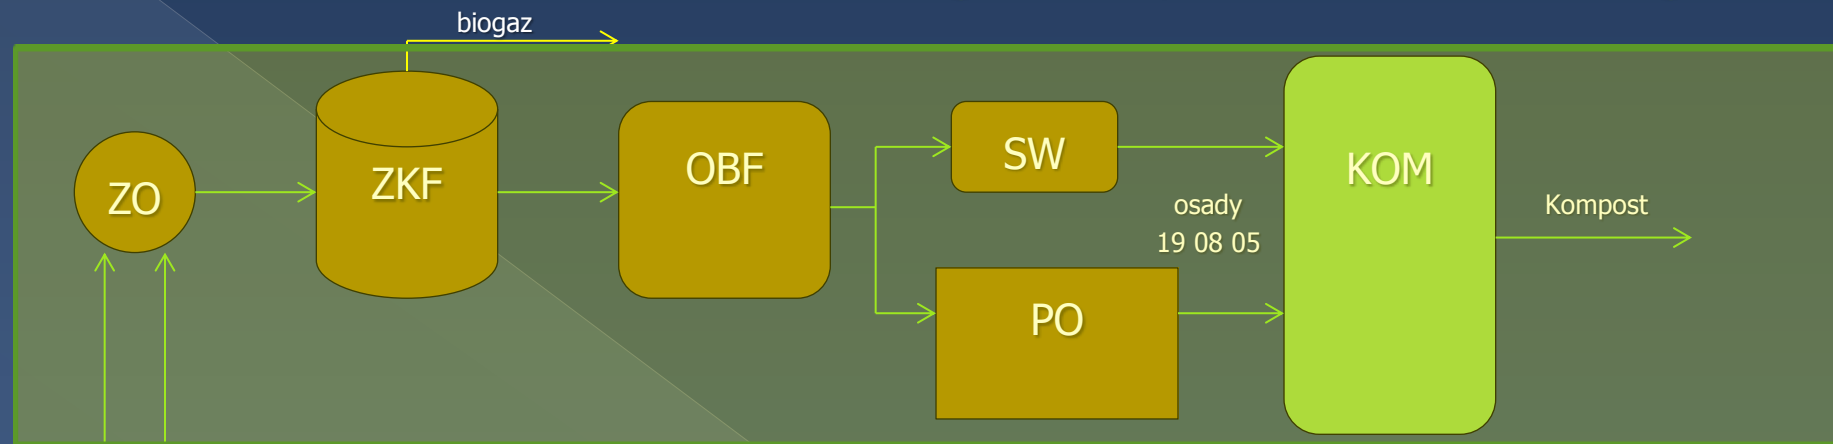 biogaz
ZO
ZKF
OBF
SW
KOM
osady
19 08 05
Kompost
PO